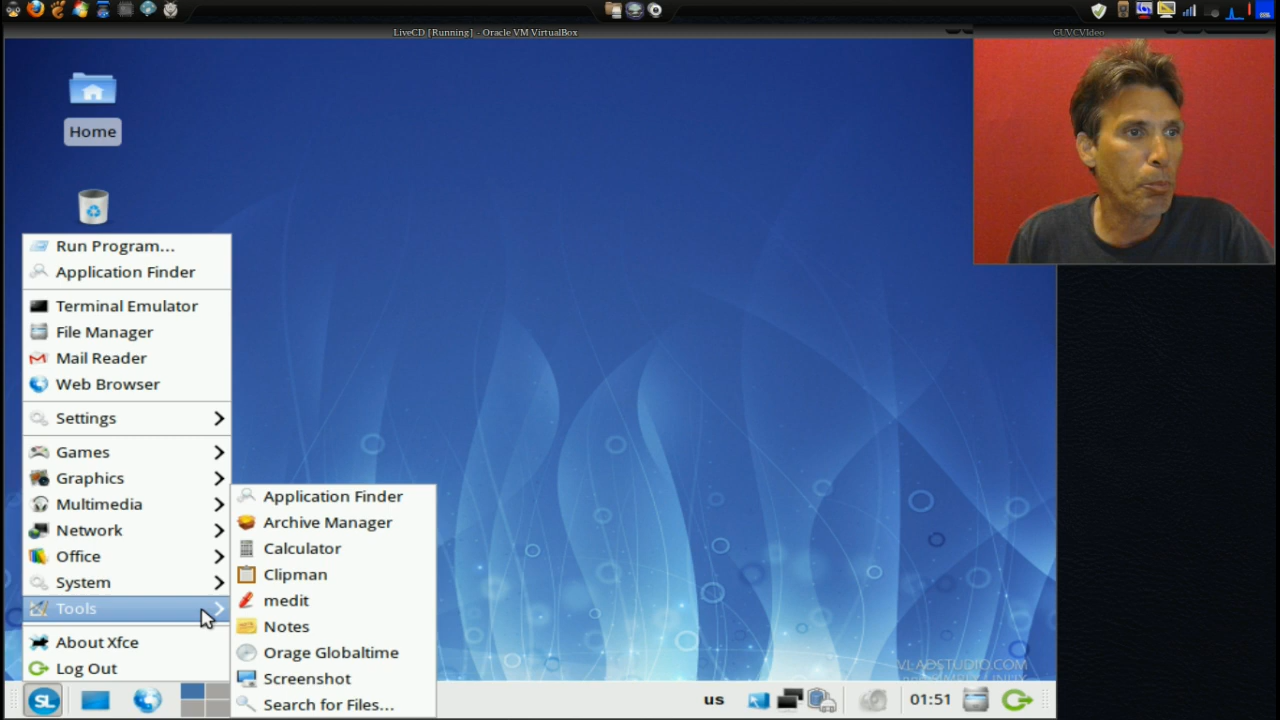 LiveCD [Running] - Oracle VM VirtualBox
GUVCVideo
Home
Run Program...
Application Finder
Terminal Emulator
File Manager
Mail Reader
Web Browser
Settings
Games
Graphics
Multimedia
Network
Office
System
Tools
About Xfce
Log Out
Application Finder
Archive Manager
Calculator
Clipman
medit
Notes
Orage Globaltime
Screenshot
Search for Files...
VLADSTUDIO.COM
SL
us
01:51